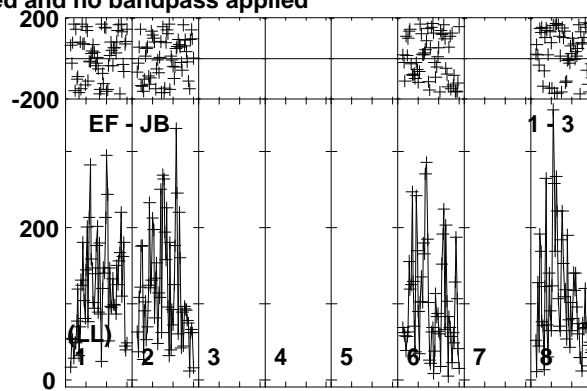 ed and no bandpass applied
200
-200
EF - JB
1 - 3
200
(LL)
1 2 3 4 5 6 7 8
0